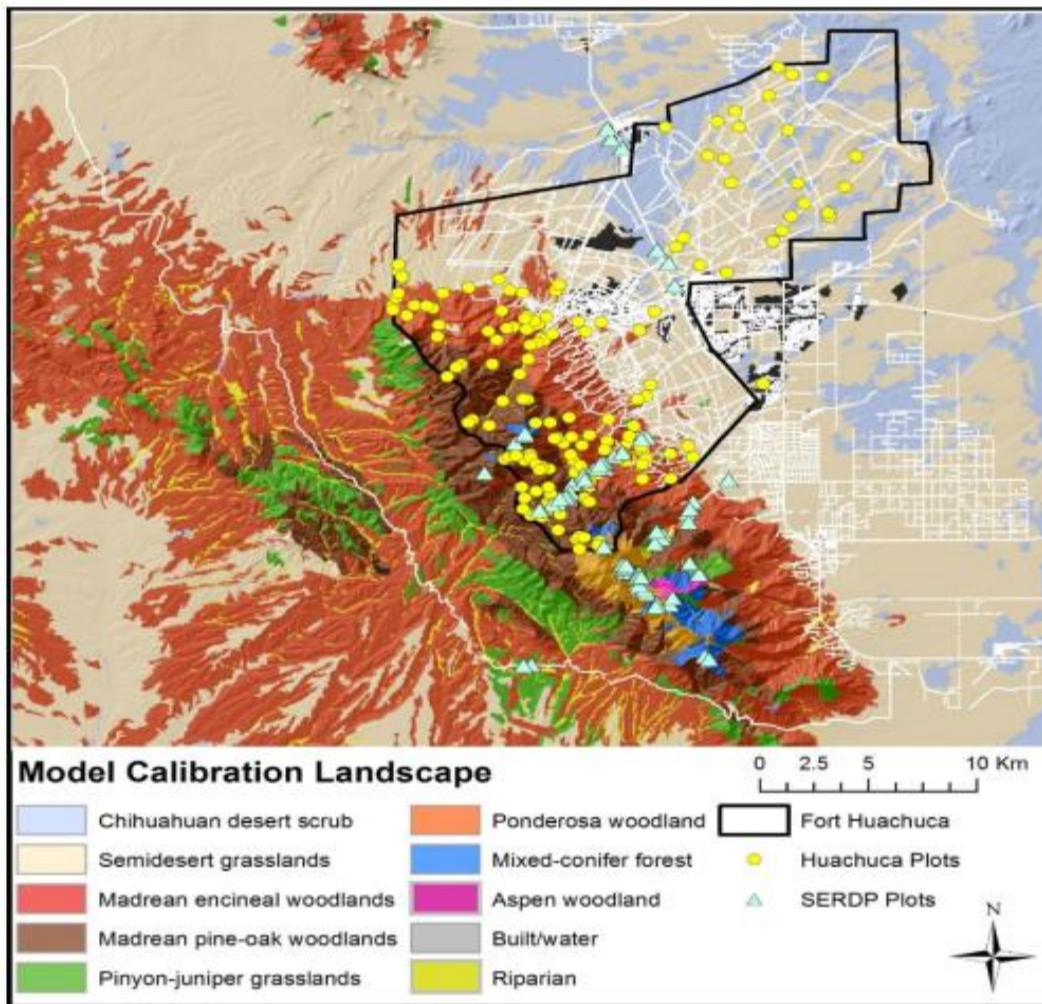 Model Calibration Landscape
0 2.5 5 10 Km
Chihuahuan desert scrub
Semidesert grasslands
Madrean encineal woodlands
Madrean pine-oak woodlands
Pinyon-juniper grasslands
Ponderosa woodland
Mixed-conifer forest
Aspen woodland
Built/water
Riparian
Fort Huachuca
Huachuca Plots
SERDP Plots
N